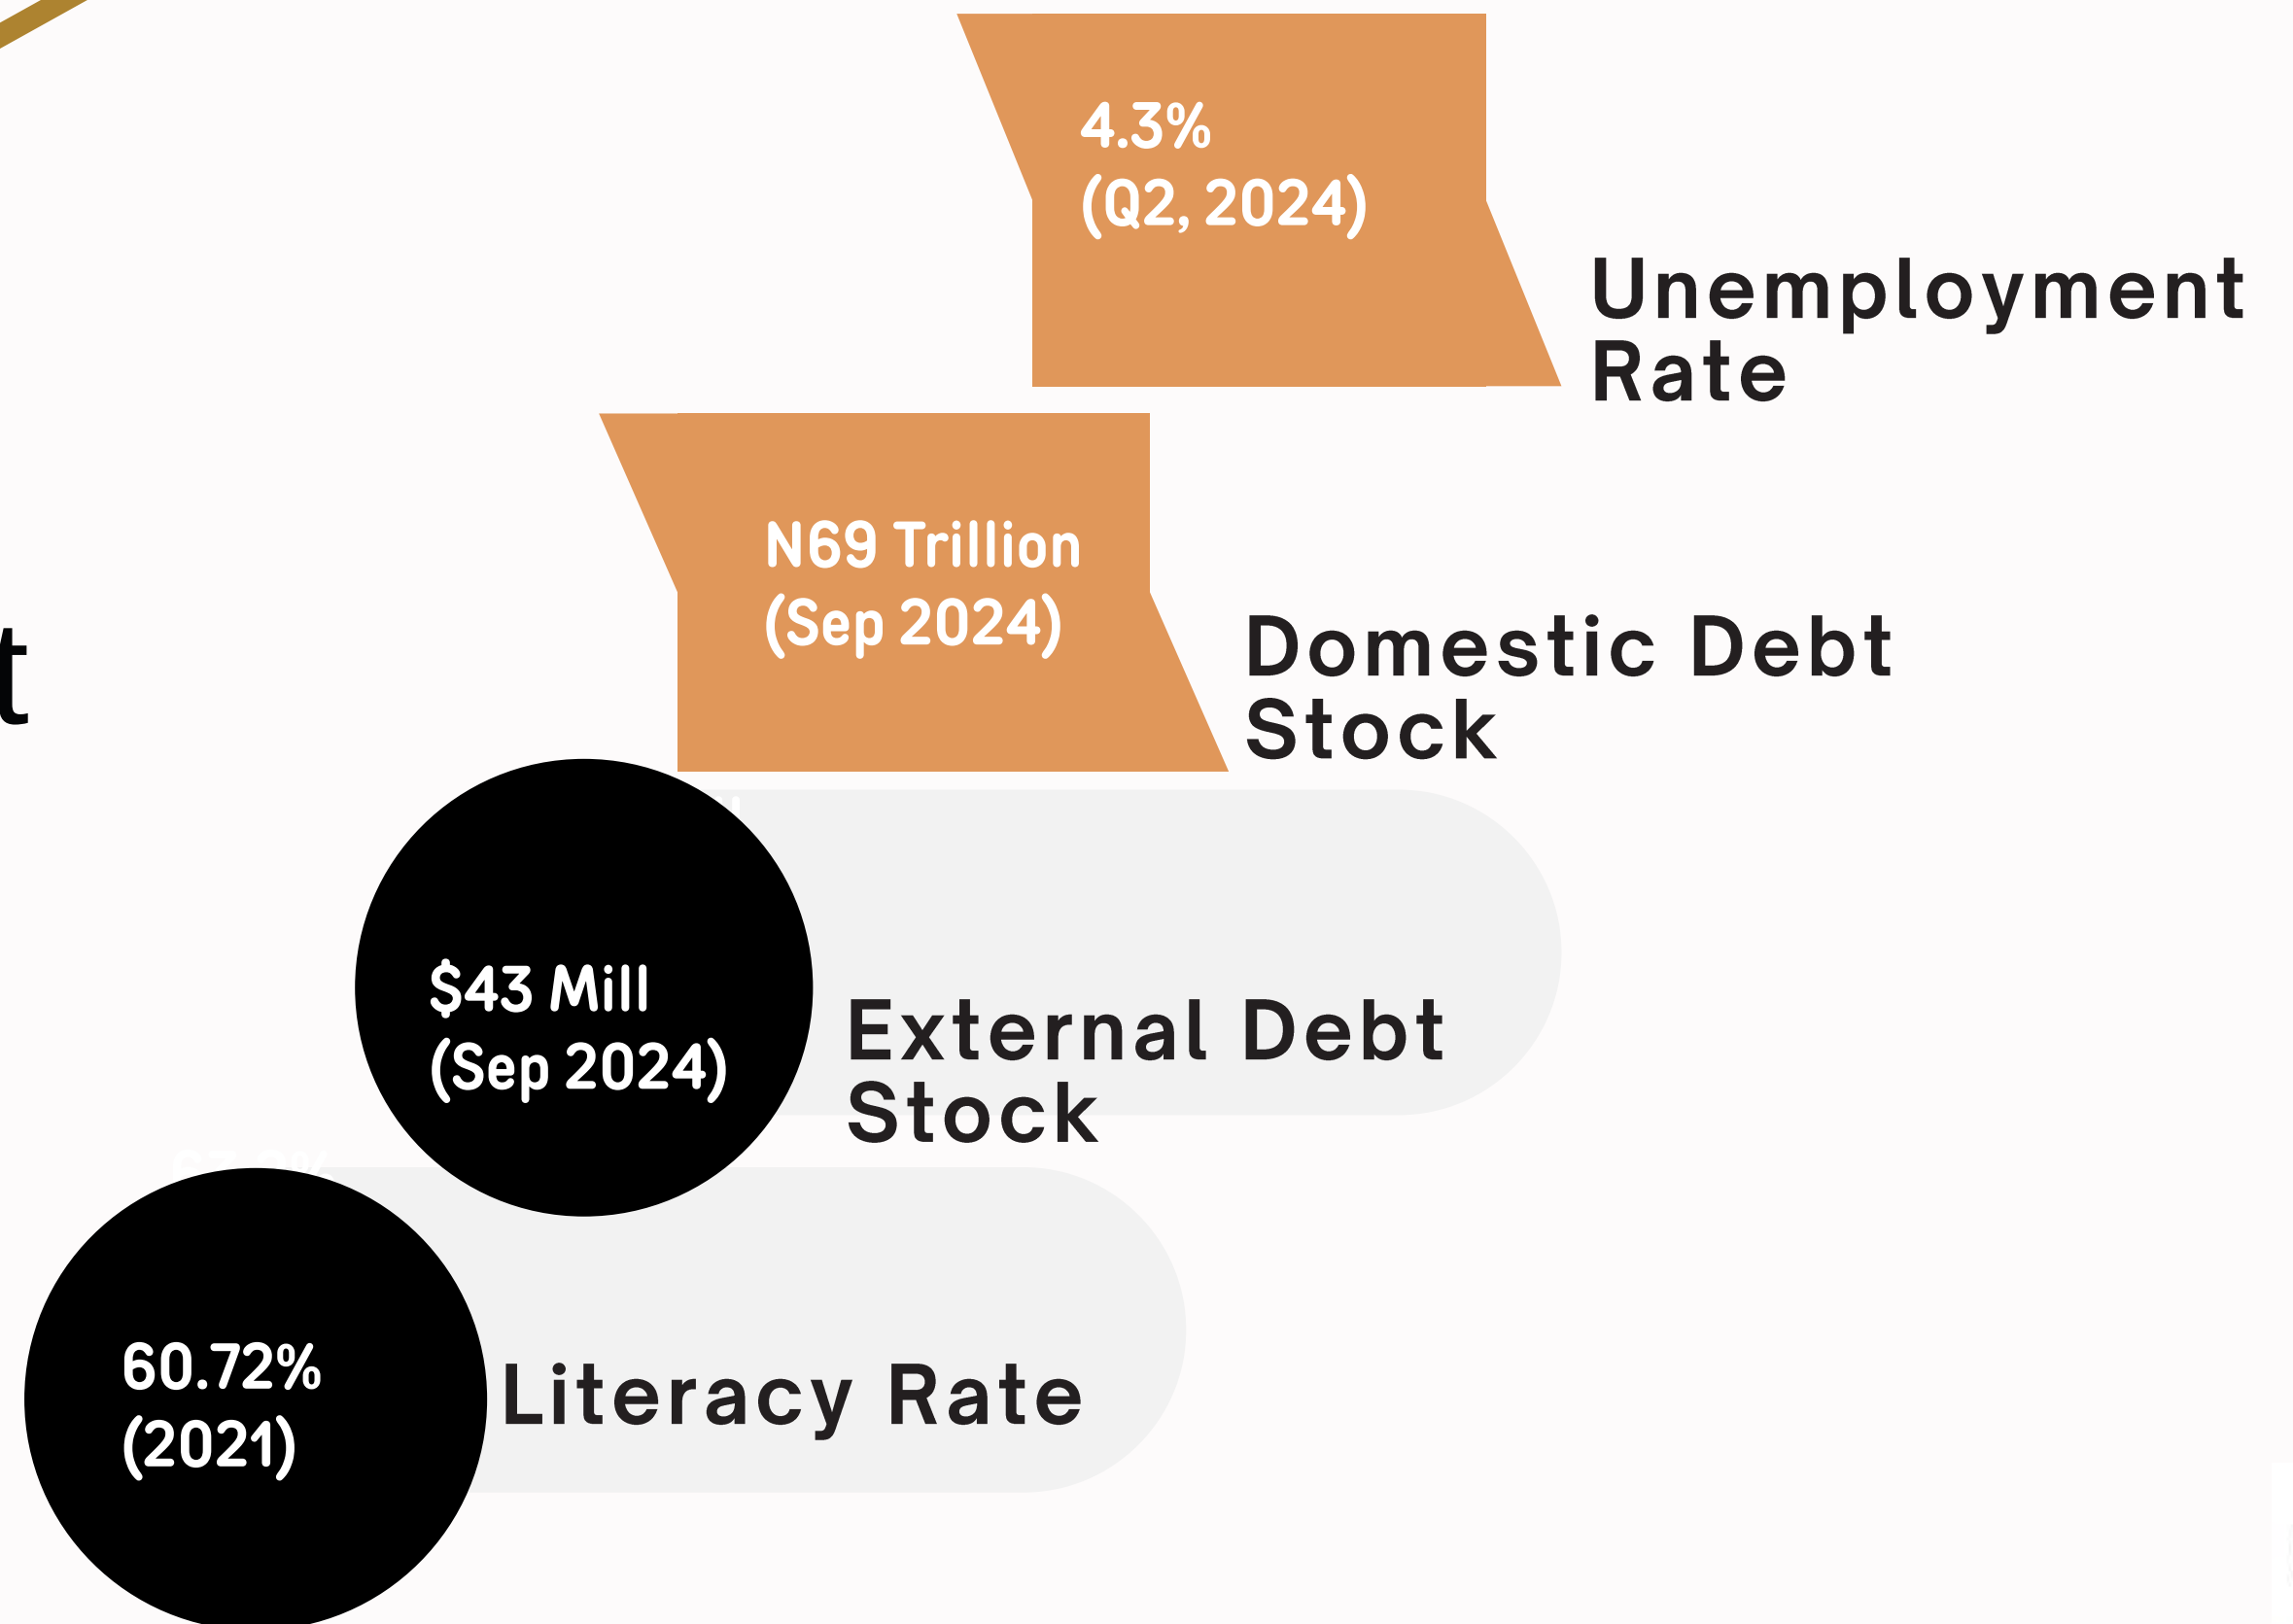 4.3%
(Q2, 2024)
Unemployment
Rate
N69 Trillion
(Sep 2024)
Domestic Debt
Stock
$43 Mill
(Sep 2024)
External Debt
Stock
60.72%
(2021)
Literacy Rate